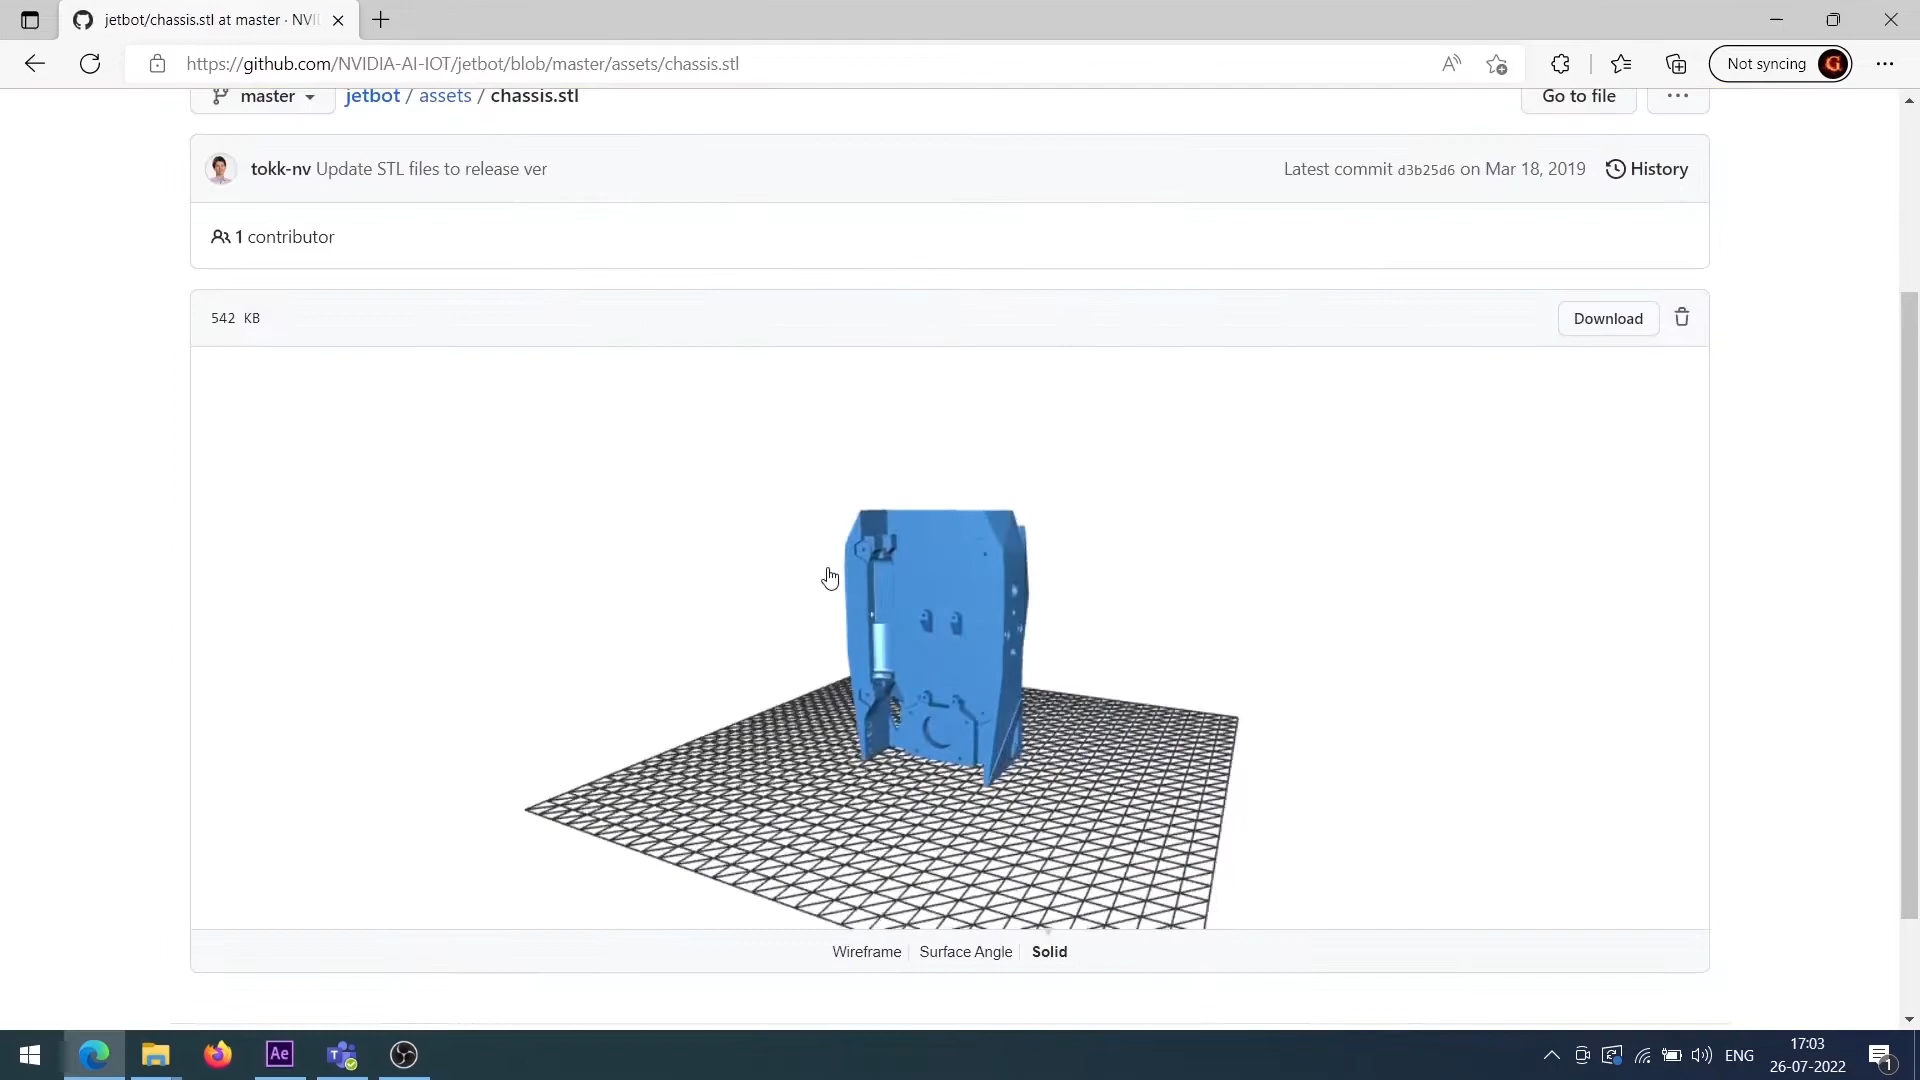 jetbot/chassis.stl at master · NVI
https://github.com/NVIDIA-AI-IOT/jetbot/blob/master/assets/chassis.stl
Not syncing
G
master
jetbot / assets / chassis.stl
Go to file
tokk-nv Update STL files to release ver
Latest commit d3b25d6 on Mar 18, 2019
History
1 contributor
542 KB
Download
Wireframe
Surface Angle
Solid
Ae
T
ENG
17:03
26-07-2022
1